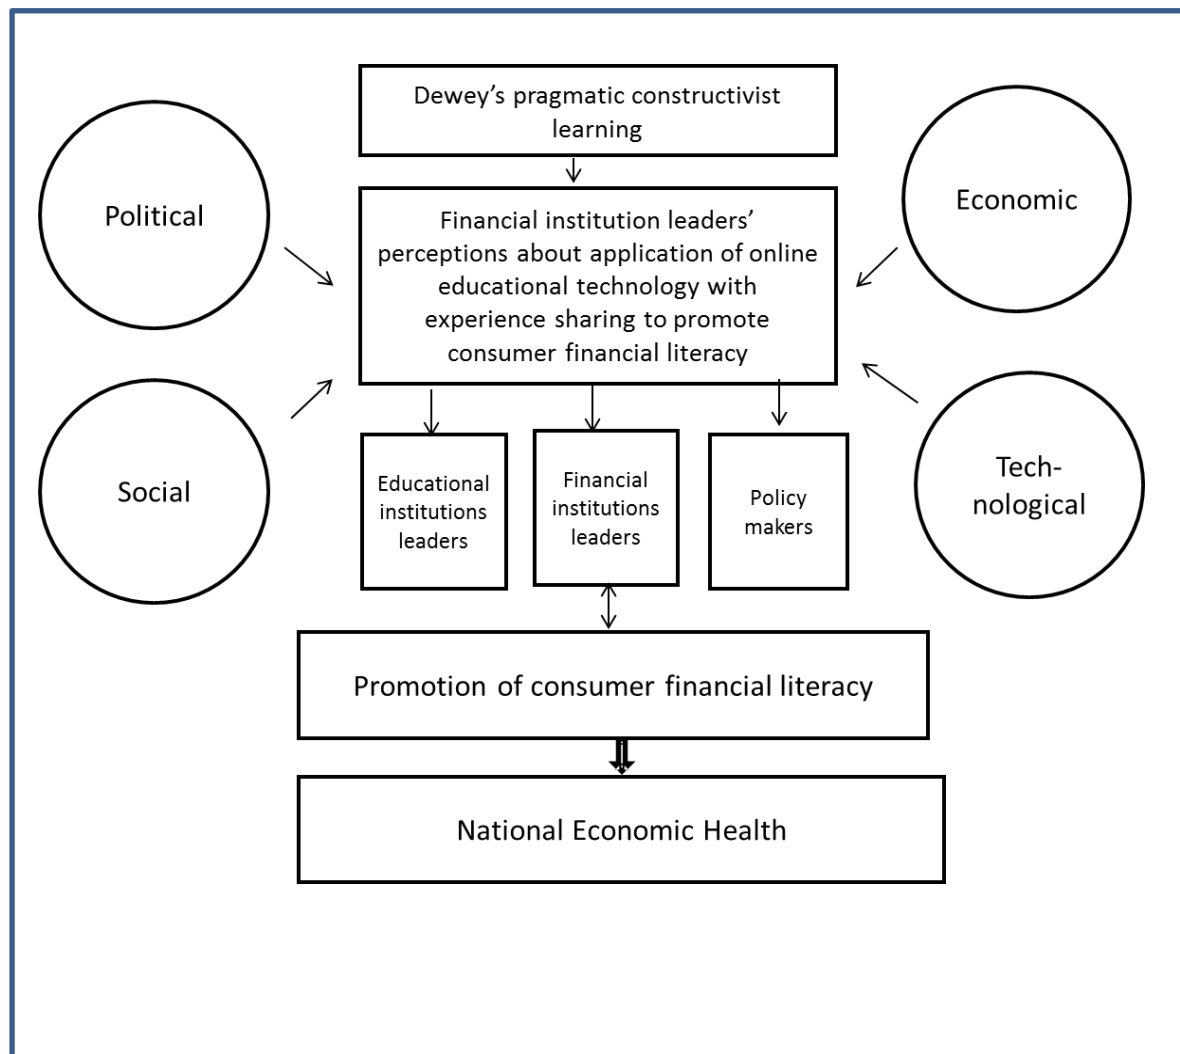 Dewey’s pragmatic constructivist
learning
Political
Economic
Financial institution leaders’
perceptions about application of online
educational technology with
experience sharing to promote
consumer financial literacy
Social
Tech-
nological
Educational
institutions
leaders
Financial
institutions
leaders
Policy
makers
Promotion of consumer financial literacy
National Economic Health